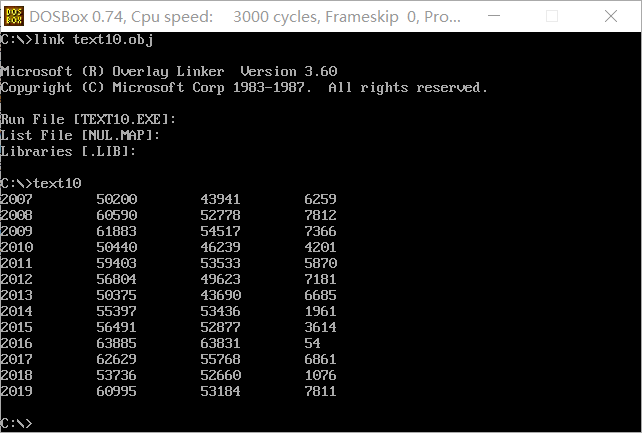 DOS
BOX
DOSBox 0.74, Cpu speed: 3000 cycles, Frameskip 0, Pro...
C:\>link text10.obj
Microsoft (R) Overlay Linker Version 3.60
Copyright (C) Microsoft Corp 1983-1987. All rights reserved.
Run File [TEXT10.EXE]:
List File [NUL.MAP]:
Libraries [.LIB]:
C:\>text10
2007 50200 43941 6259
2008 60590 52778 7812
2009 61883 54517 7366
2010 50440 46239 4201
2011 59403 53533 5870
2012 56804 49623 7181
2013 50375 43690 6685
2014 55397 53436 1961
2015 56491 52877 3614
2016 63885 63831 54
2017 62629 55768 6861
2018 53736 52660 1076
2019 60995 53184 7811
C:\>